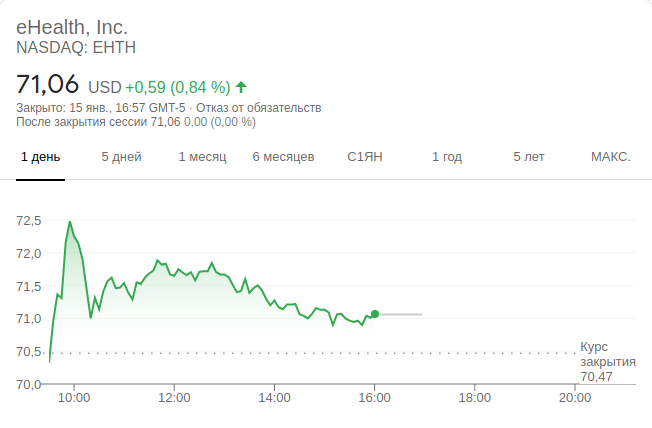 eHealth, Inc.
NASDAQ: EHTH
71,06 USD +0,59 (0,84 %)
Закрыто: 15 янв., 16:57 GMT-5 · Отказ от обязательств
После закрытия сессии 71,06 0,00 (0,00 %)
1 день 5 дней 1 месяц 6 месяцев С1ЯН 1 год 5 лет МАКС.
72,5
72,0
71,5
71,0
70,5
70,0
Курс
закрытия
70,47
10:00 12:00 14:00 16:00 18:00 20:00